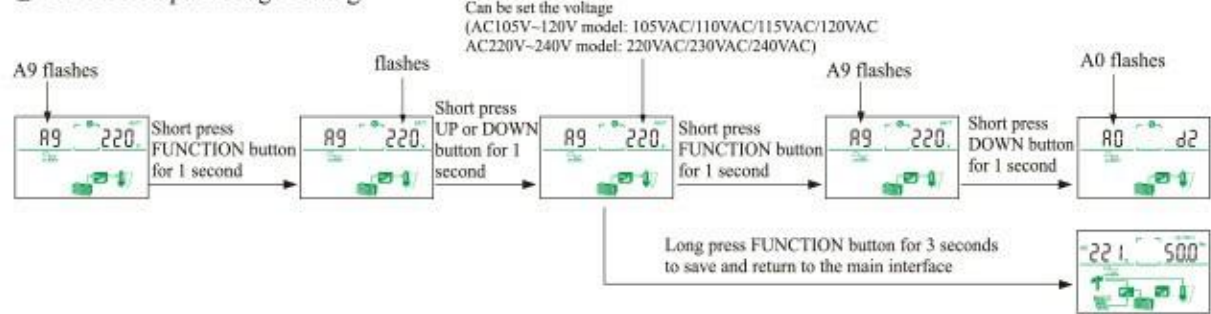 Can be set the voltage
(AC105V~120V model: 105VAC/110VAC/115VAC/120VAC
AC220V~240V model: 220VAC/230VAC/240VAC)
A9 flashes
flashes
A9 flashes
A0 flashes
A9 220
Short press
FUNCTION button
for 1 second
A9 220
Short press
UP or DOWN
button for 1
second
A9 220
Short press
FUNCTION button
for 1 second
A9 220
Short press
DOWN button
for 1 second
A0 d2
Long press FUNCTION button for 3 seconds
to save and return to the main interface
221 50.0